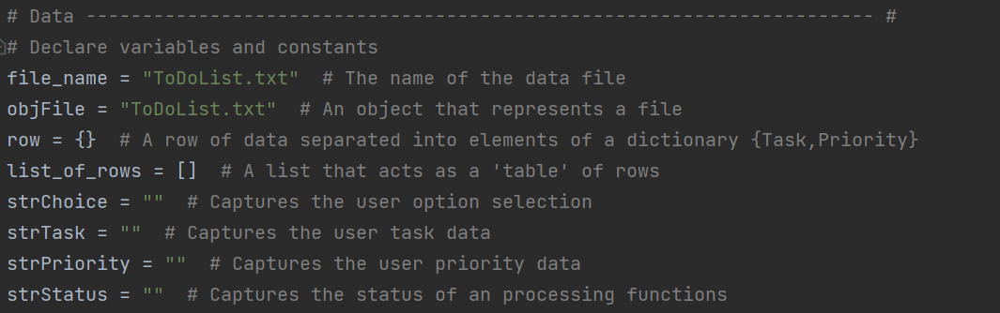 # Data ---------------------------------------------------------------------- #
# Declare variables and constants
file_name = "ToDoList.txt"  # The name of the data file
objFile = "ToDoList.txt"  # An object that represents a file
row = {}  # A row of data separated into elements of a dictionary {Task,Priority}
list_of_rows = []  # A list that acts as a 'table' of rows
strChoice = ""  # Captures the user option selection
strTask = ""  # Captures the user task data
strPriority = ""  # Captures the user priority data
strStatus = ""  # Captures the status of an processing functions